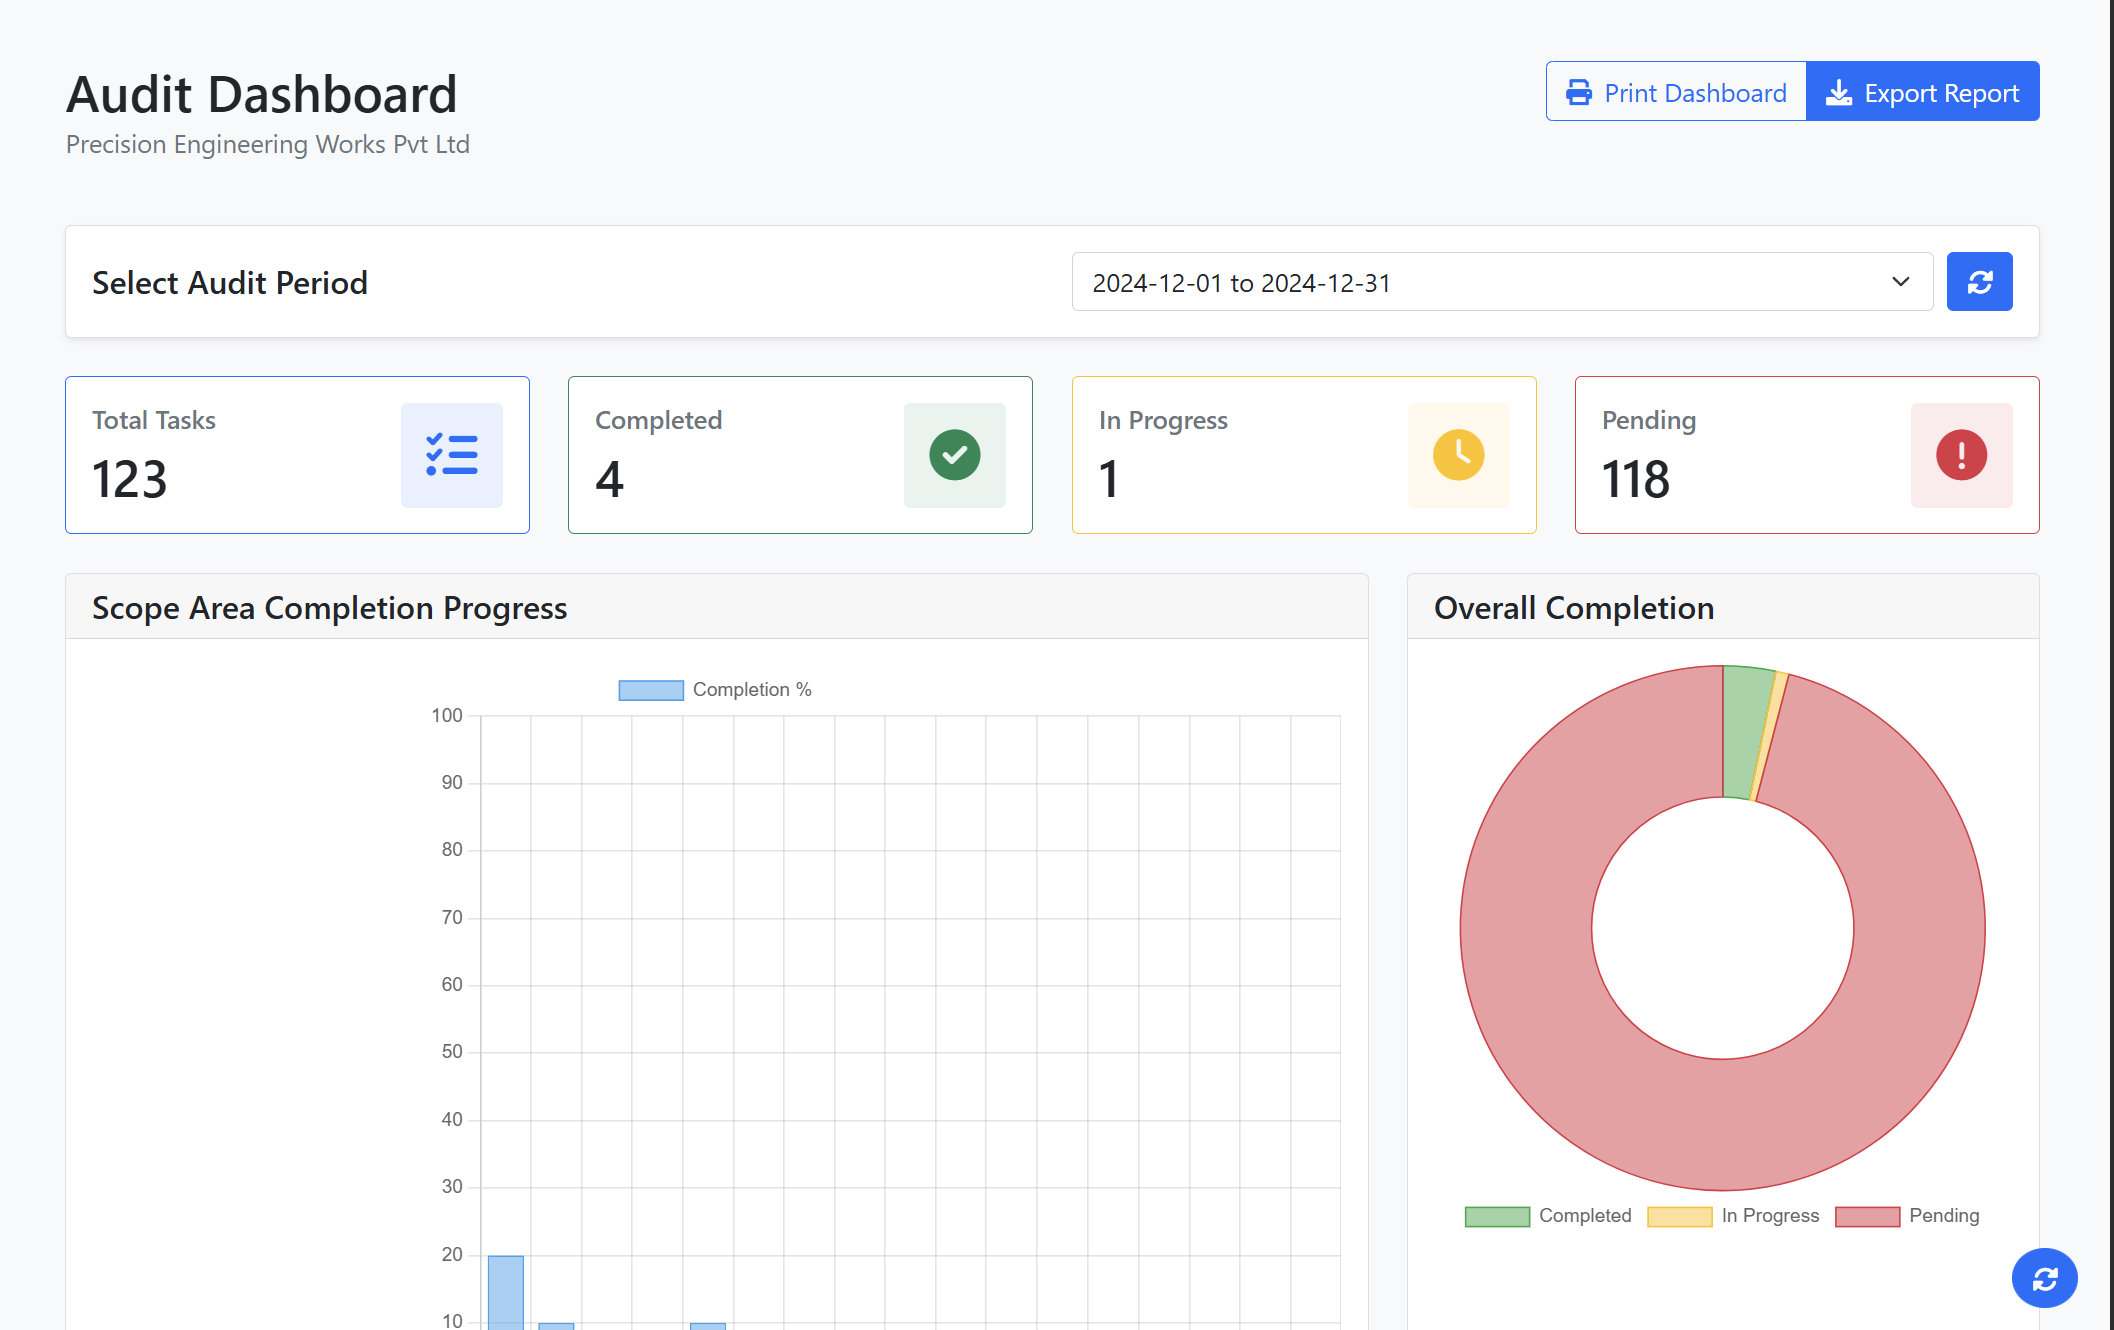 Audit Dashboard
Precision Engineering Works Pvt Ltd
Print Dashboard
Export Report
Select Audit Period
2024-12-01 to 2024-12-31
Total Tasks
123
Completed
4
In Progress
1
Pending
118
Scope Area Completion Progress
Completion %
100
90
80
70
60
50
40
30
20
10
Overall Completion
Completed
In Progress
Pending